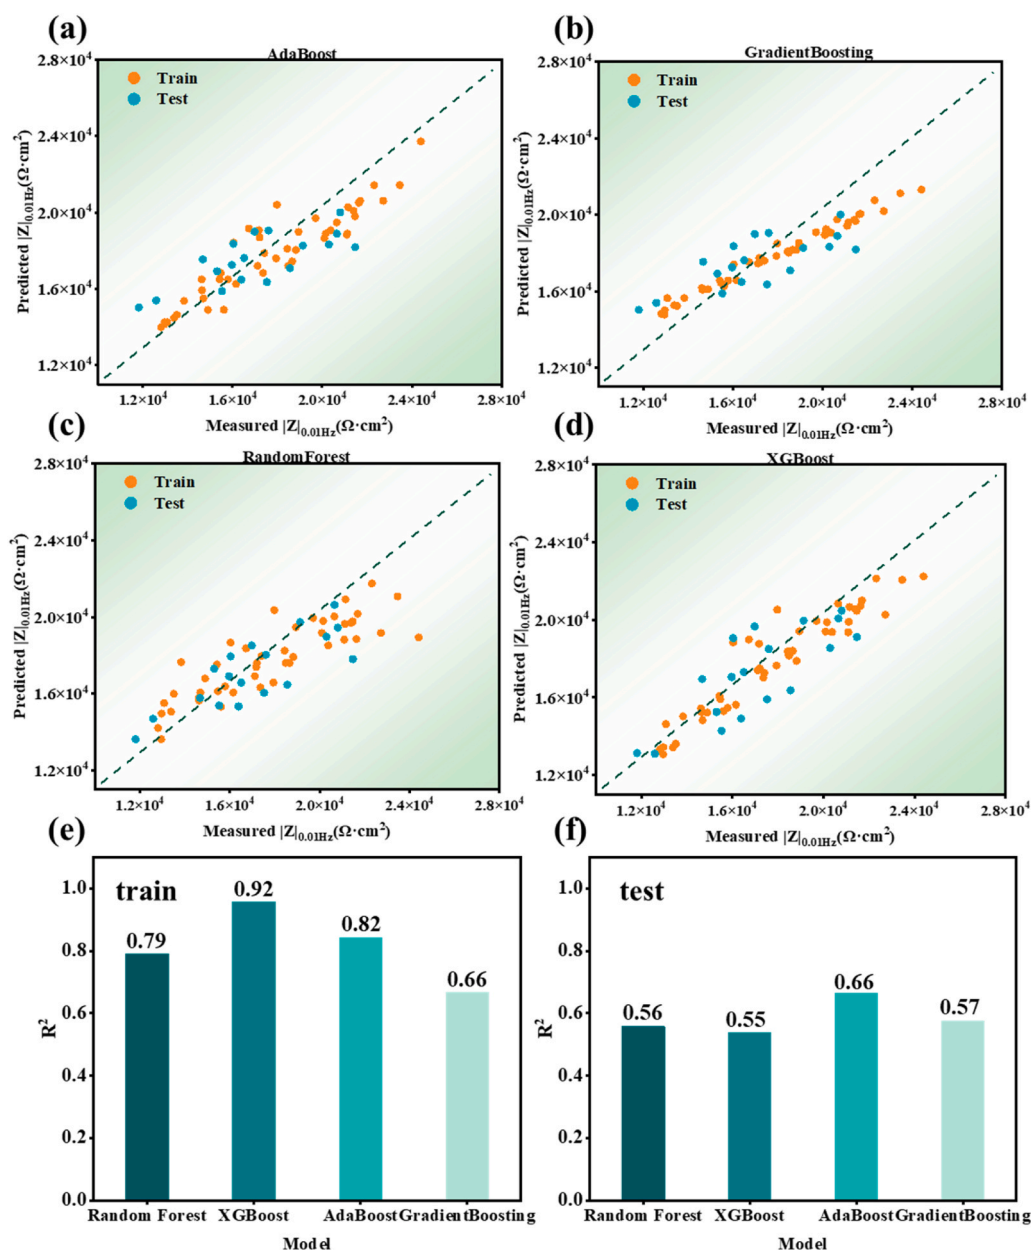 (a)
AdaBoost
Train
Test
2.8×10⁴
2.4×10⁴
2.0×10⁴
1.6×10⁴
1.2×10⁴
Predicted |Z|0.01Hz(Ω·cm²)
1.2×10⁴ 1.6×10⁴ 2.0×10⁴ 2.4×10⁴ 2.8×10⁴
Measured |Z|0.01Hz(Ω·cm²)
(b)
GradientBoosting
Train
Test
2.8×10⁴
2.4×10⁴
2.0×10⁴
1.6×10⁴
1.2×10⁴
Predicted |Z|0.01Hz(Ω·cm²)
1.2×10⁴ 1.6×10⁴ 2.0×10⁴ 2.4×10⁴ 2.8×10⁴
Measured |Z|0.01Hz(Ω·cm²)
(c)
RandomForest
Train
Test
2.8×10⁴
2.4×10⁴
2.0×10⁴
1.6×10⁴
1.2×10⁴
Predicted |Z|0.01Hz(Ω·cm²)
1.2×10⁴ 1.6×10⁴ 2.0×10⁴ 2.4×10⁴ 2.8×10⁴
Measured |Z|0.01Hz(Ω·cm²)
(d)
XGBoost
Train
Test
2.8×10⁴
2.4×10⁴
2.0×10⁴
1.6×10⁴
1.2×10⁴
Predicted |Z|0.01Hz(Ω·cm²)
1.2×10⁴ 1.6×10⁴ 2.0×10⁴ 2.4×10⁴ 2.8×10⁴
Measured |Z|0.01Hz(Ω·cm²)
(e)
train
1.0
0.8
0.6
0.4
0.2
0.0
R²
0.79
0.92
0.82
0.66
Random Forest XGBoost AdaBoost GradientBoosting
Model
(f)
test
1.0
0.8
0.6
0.4
0.2
0.0
R²
0.56
0.55
0.66
0.57
Random Forest XGBoost AdaBoost GradientBoosting
Model